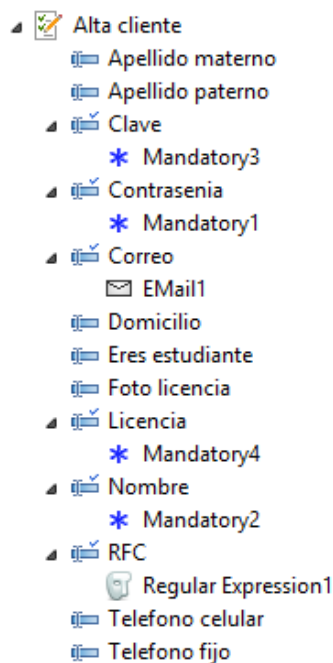 Alta cliente
Apellido materno
Apellido paterno
Clave
Mandatory3
Contrasenia
Mandatory1
Correo
EMail1
Domicilio
Eres estudiante
Foto licencia
Licencia
Mandatory4
Nombre
Mandatory2
RFC
Regular Expression1
Telefono celular
Telefono fijo